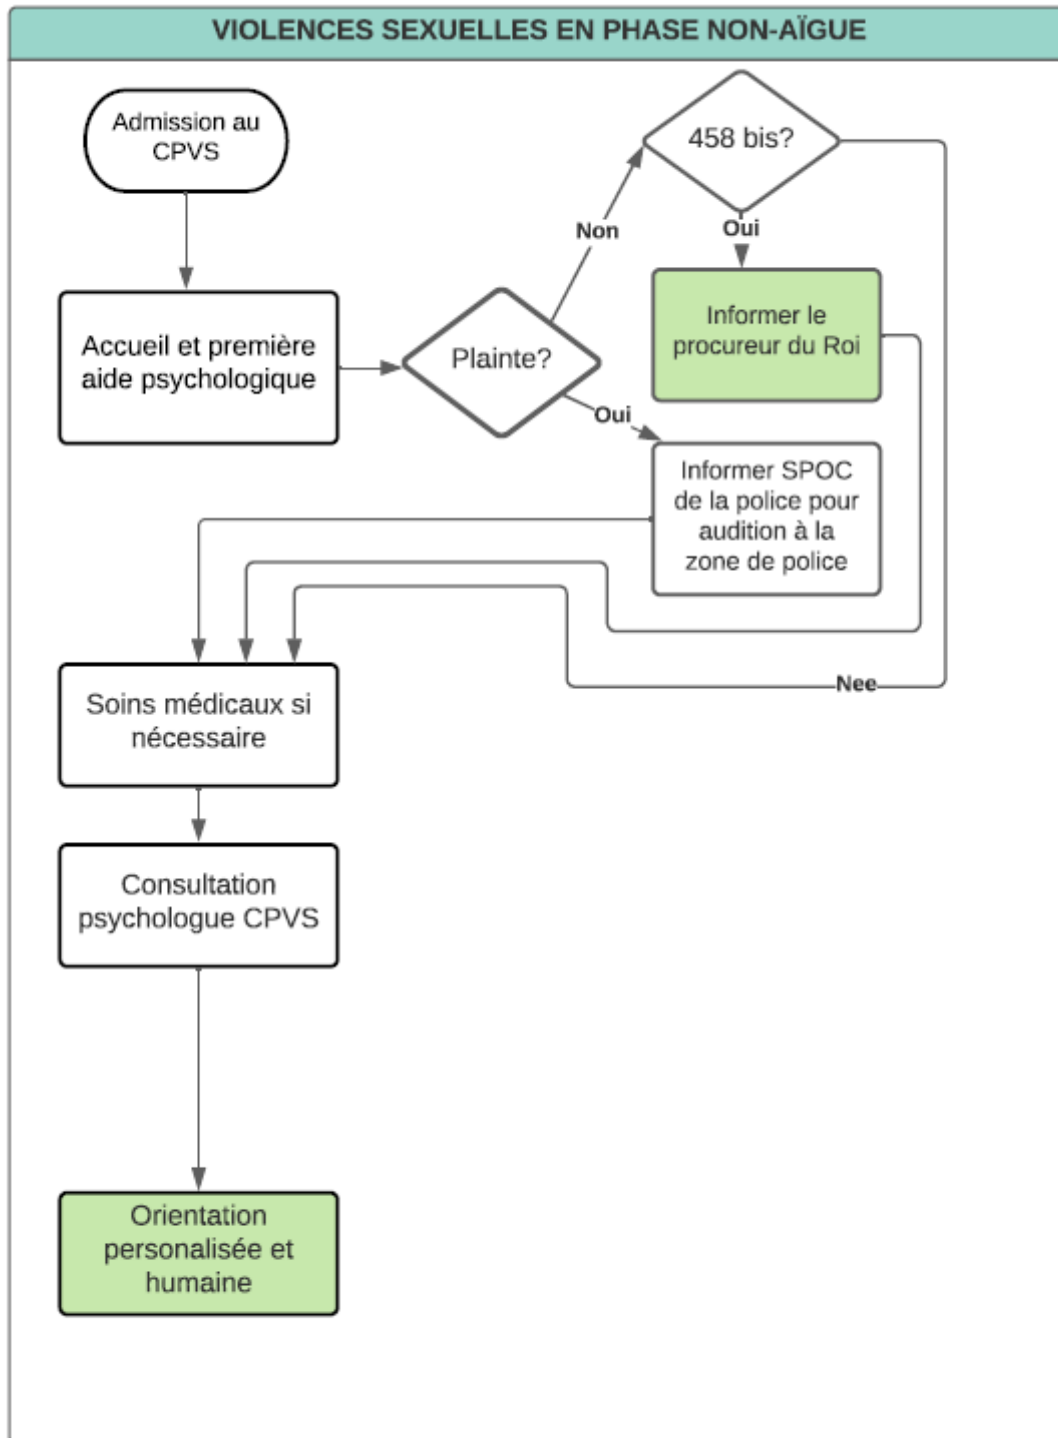 VIOLENCES SEXUELLES EN PHASE NON-AÏGUE
Admission au
CPVS
458 bis?
Non
Oui
Accueil et première
aide psychologique
Plainte?
Informer le
procureur du Roi
Oui
Informer SPOC
de la police pour
audition à la
zone de police
Nee
Soins médicaux si
nécessaire
Consultation
psychologue CPVS
Orientation
personalisée et
humaine